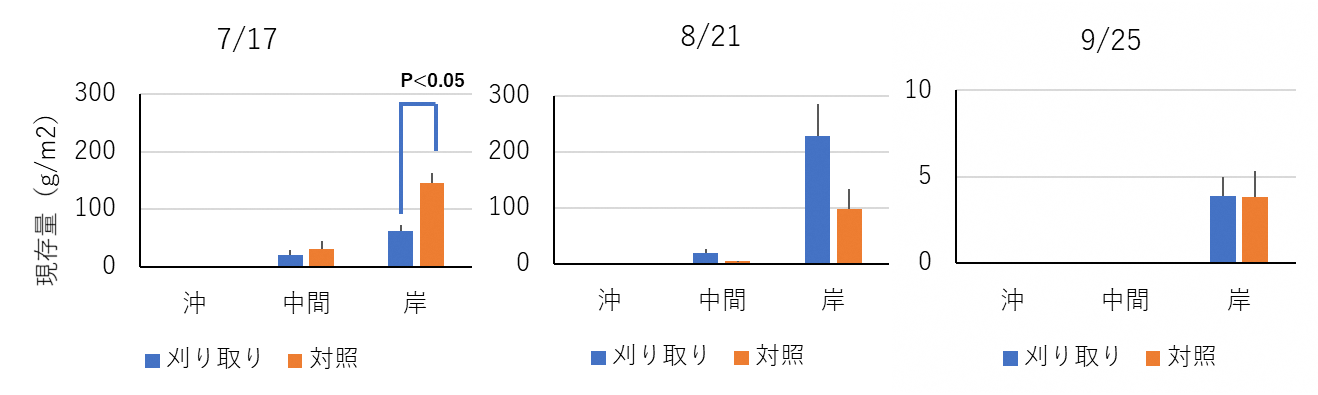 7/17
P<0.05
現存量（g/m2）
300
200
100
0
沖 中間 岸
刈り取り 対照
8/21
300
200
100
0
沖 中間 岸
刈り取り 対照
9/25
10
5
0
沖 中間 岸
刈り取り 対照